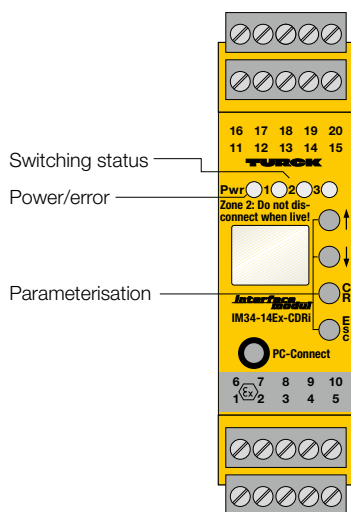 16 17 18 19 20
11 12 13 14 15
TURCK
Switching status
Pwr 1 2 3
Power/error
Zone 2: Do not dis-
connect when live!
Parameterisation
CR
Interface
modul
IM34-14Ex-CDRi
Esc
PC-Connect
6 7 8 9 10
Ex
1 2 3 4 5